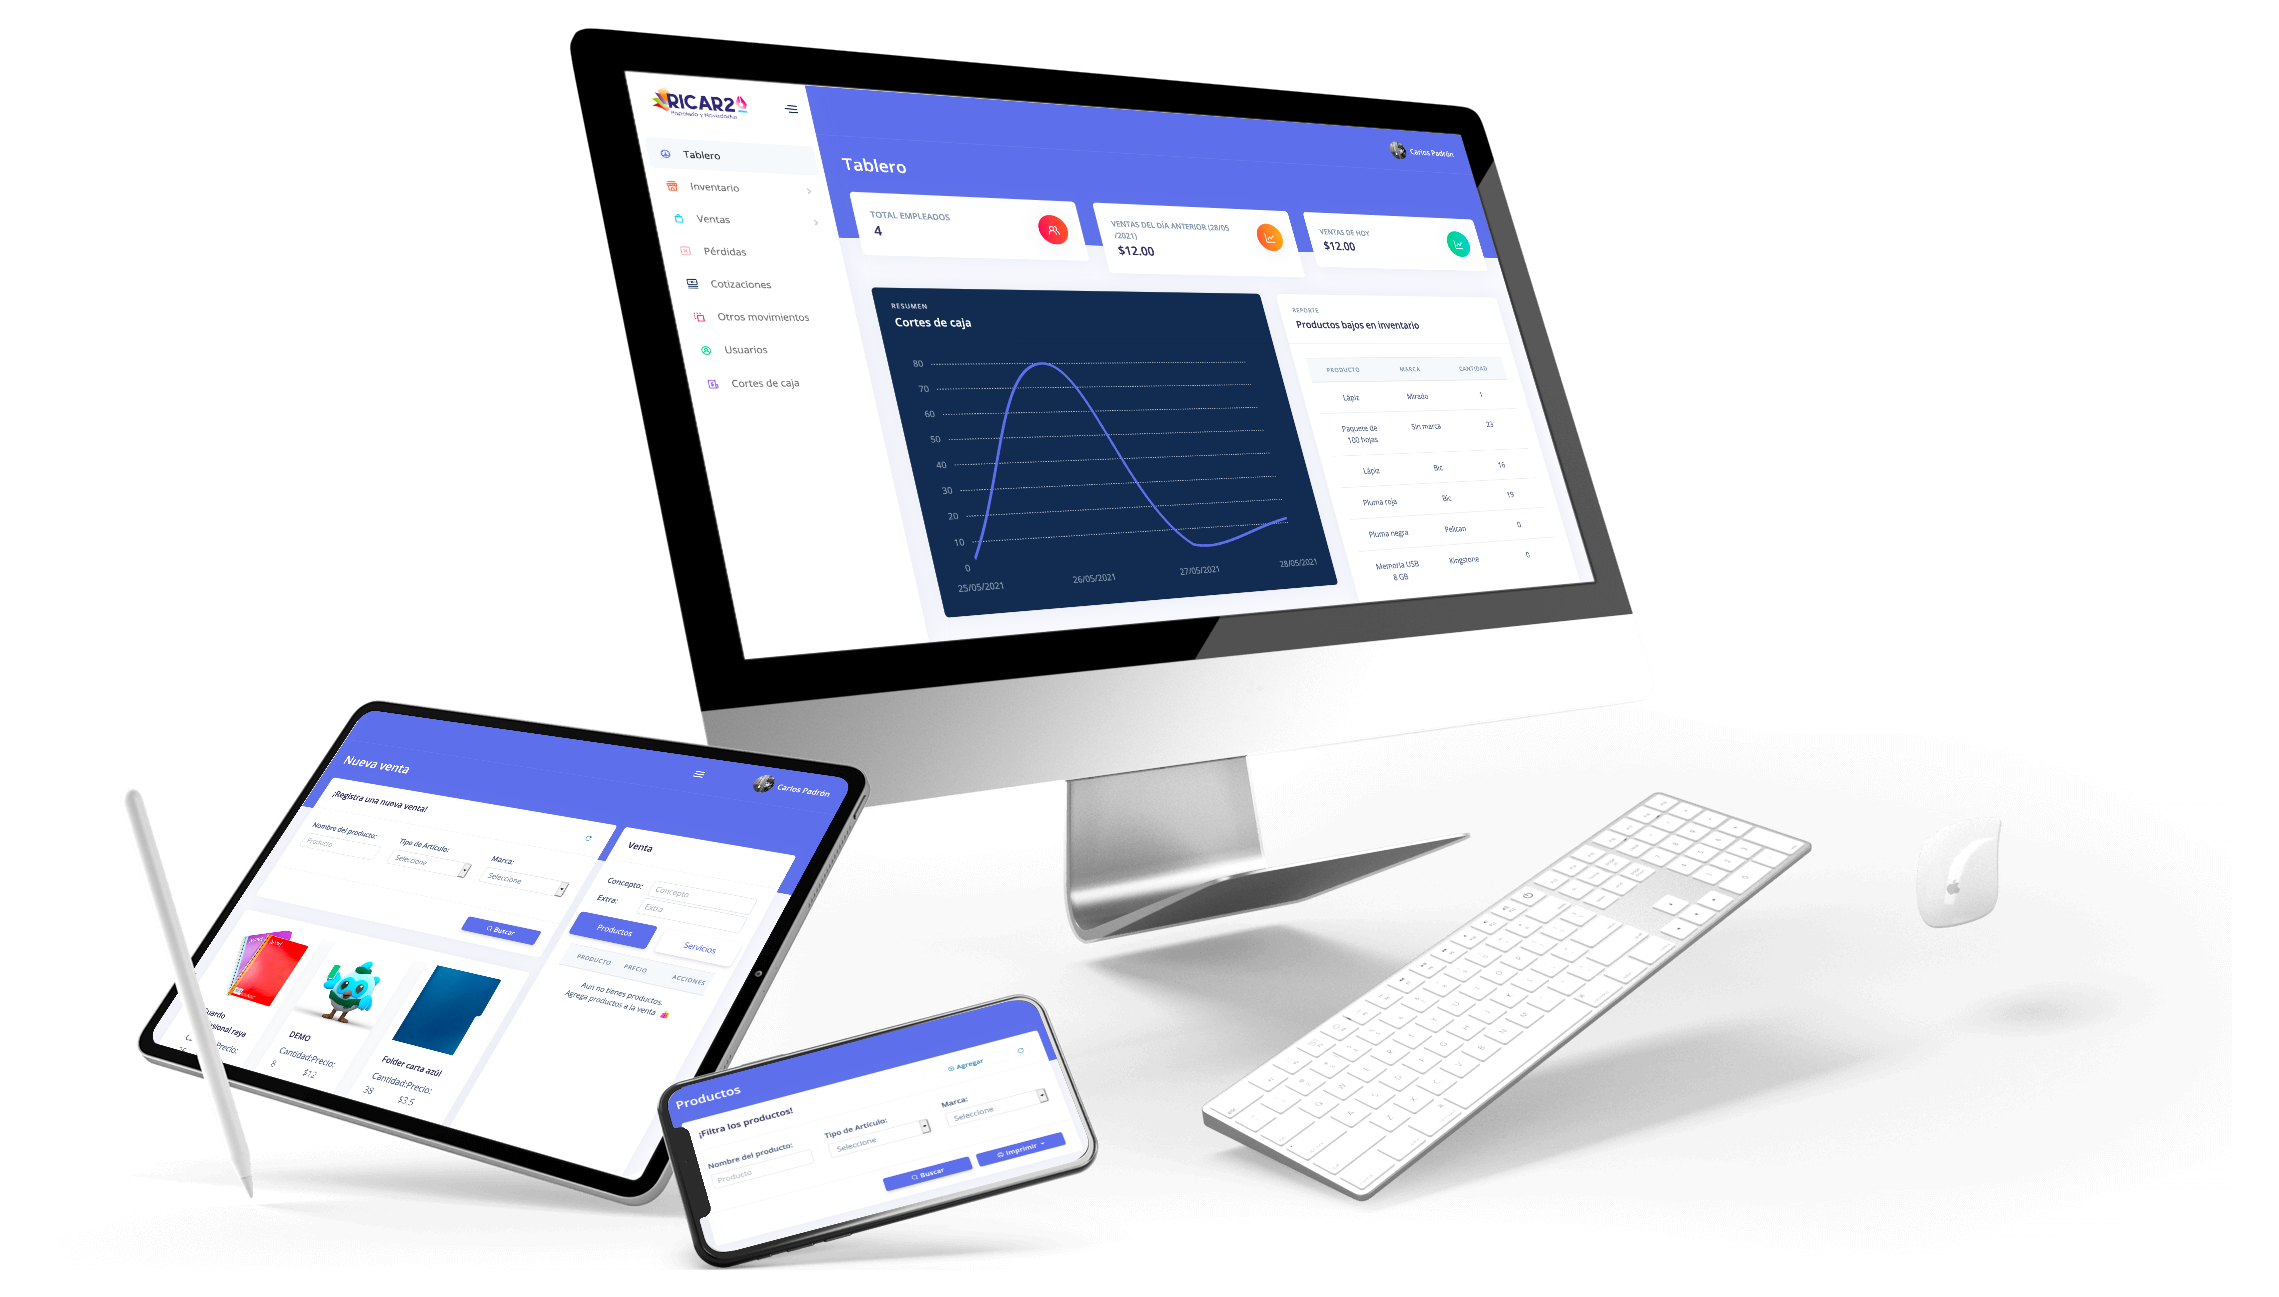 RICAR2
Papelería y Novedades
Tablero
Inventario
Ventas
Pérdidas
Cotizaciones
Otros movimientos
Usuarios
Cortes de caja
Carlos Padrón
Tablero
TOTAL EMPLEADOS
4
VENTAS DEL DÍA ANTERIOR (28/05
/2021)
$12.00
VENTAS DE HOY
$12.00
RESUMEN
Cortes de caja
80
70
60
50
40
30
20
10
0
25/05/2021 26/05/2021 27/05/2021 28/05/2021
REPORTE
Productos bajos en inventario
PRODUCTO MARCA CANTIDAD
Lápiz Mirado 1
Paquete de
100 hojas Sin marca 23
Lápiz Bic 16
Pluma roja Bic 19
Pluma negra Pelican 0
Memoria USB
8 GB Kingstone 0
Nueva venta
Carlos Padrón
¡Registra una nueva venta!
Nombre del producto: Tipo de Artículo: Marca:
Producto Seleccione Seleccione
Buscar
DEMO
Cantidad:Precio:
8 $12
Folder carta azúl
Cantidad:Precio:
38 $3.5
sional raya
Precio:
Venta
Concepto: Concepto
Extra: Extra
Productos Servicios
PRODUCTO PRECIO ACCIONES
Aun no tienes productos.
Agrega productos a la venta
Productos
Agregar
¡Filtra los productos!
Nombre del producto: Tipo de Artículo: Marca:
Producto Seleccione Seleccione
Buscar Imprimir